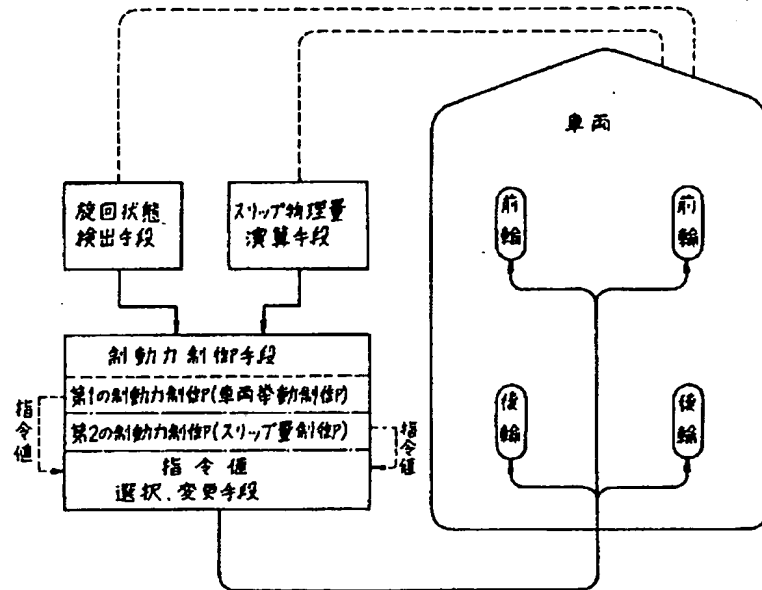 車両
旋回状態
検出手段
スリップ物理量
演算手段
前輪
前輪
制動力制御手段
第1の制動力制御(車両挙動制御)
第2の制動力制御(スリップ量制御)
指令値
指令値
指令値
選択、変更手段
後輪
後輪